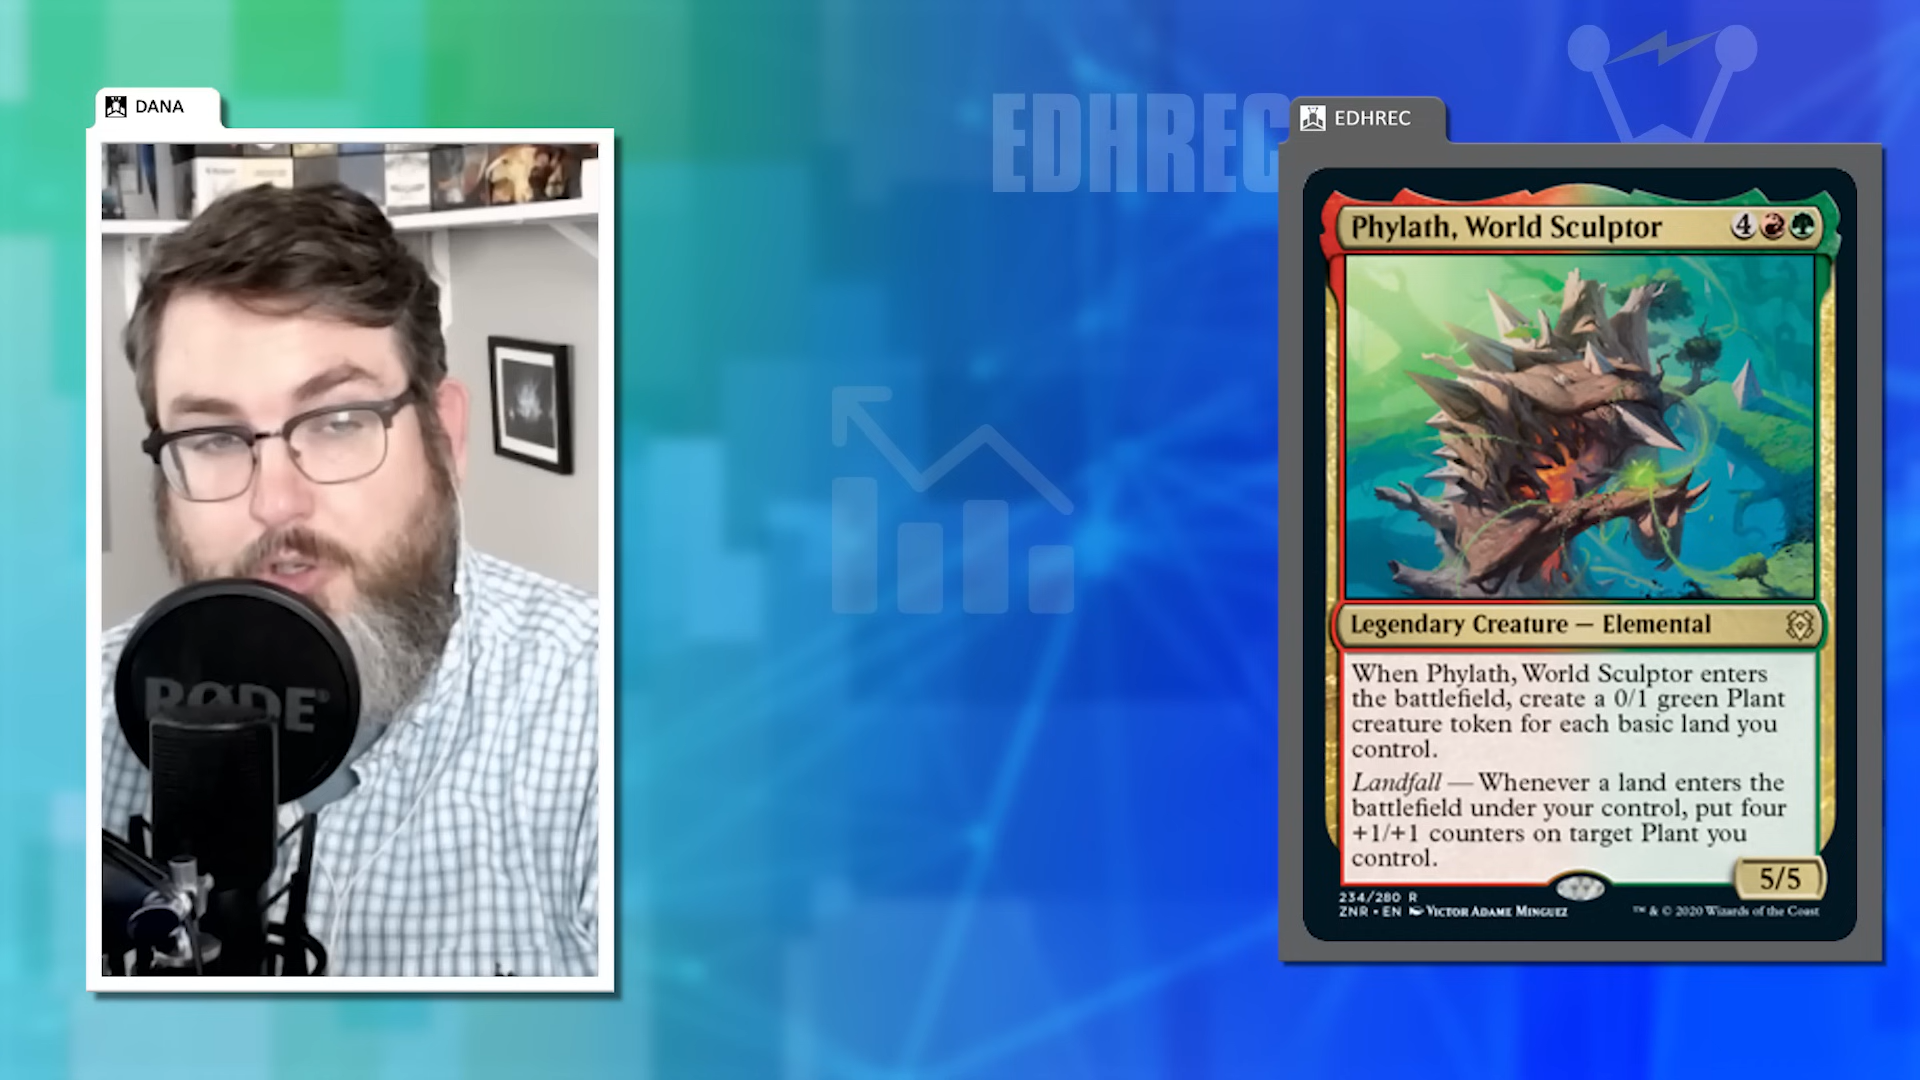 DANA
RØDE
EDHREC
EDHREC
Phylath, World Sculptor 4
Legendary Creature — Elemental
When Phylath, World Sculptor enters
the battlefield, create a 0/1 green Plant
creature token for each basic land you
control.
Landfall — Whenever a land enters the
battlefield under your control, put four
+1/+1 counters on target Plant you
control.
5/5
234/280 R
ZNR • EN Victor Adame Minguez
™ & © 2020 Wizards of the Coast